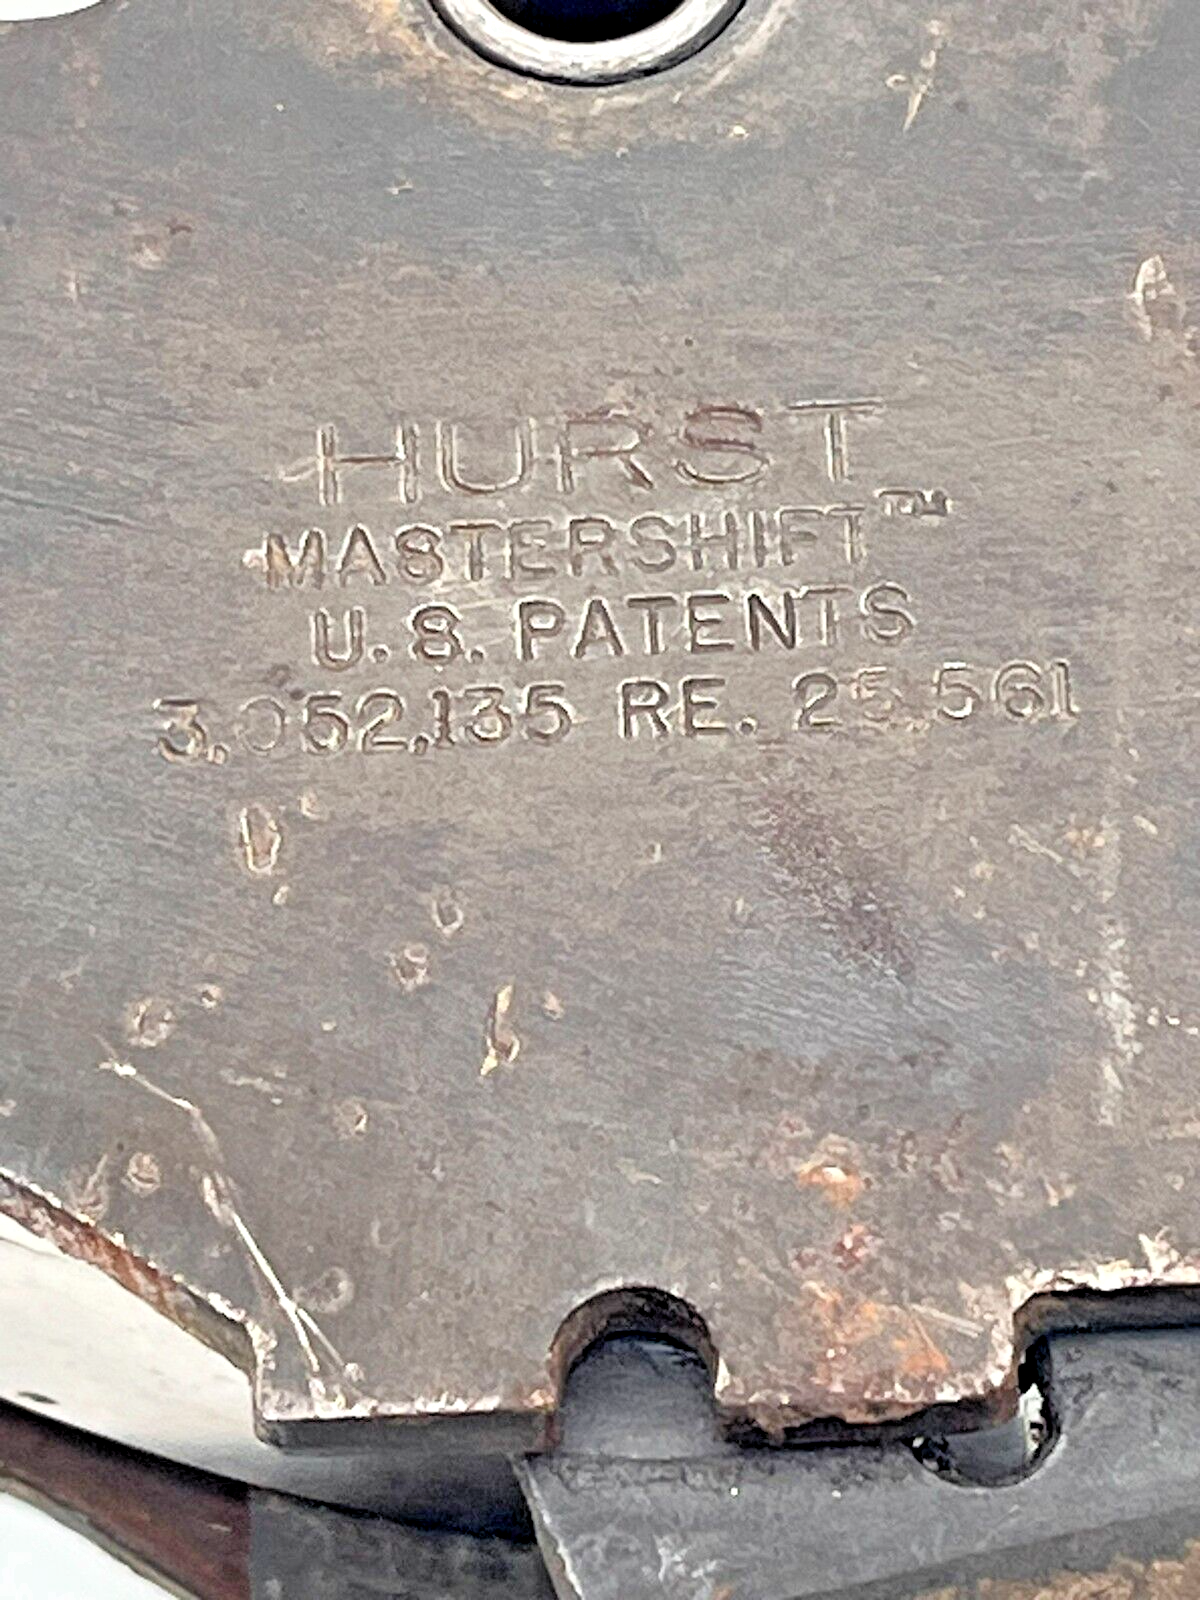 HURST
MASTERSHIFT™
U.S. PATENTS
3,052,135 RE. 25,561